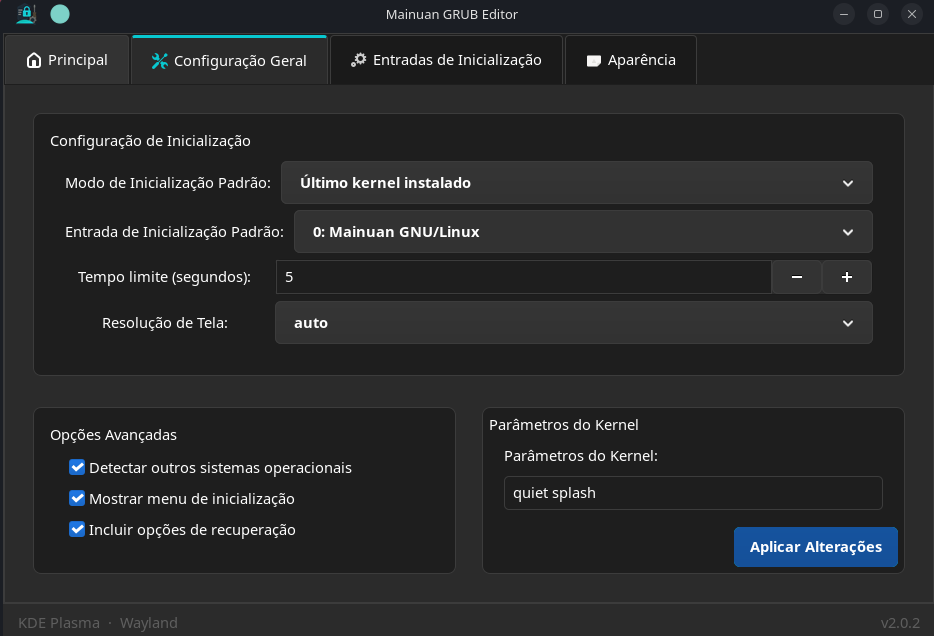 Mainuan GRUB Editor
Principal
Configuração Geral
Entradas de Inicialização
Aparência
Configuração de Inicialização
Modo de Inicialização Padrão:
Último kernel instalado
Entrada de Inicialização Padrão:
0: Mainuan GNU/Linux
Tempo limite (segundos):
5
Resolução de Tela:
auto
Opções Avançadas
Detectar outros sistemas operacionais
Mostrar menu de inicialização
Incluir opções de recuperação
Parâmetros do Kernel
Parâmetros do Kernel:
quiet splash
Aplicar Alterações
KDE Plasma · Wayland
v2.0.2